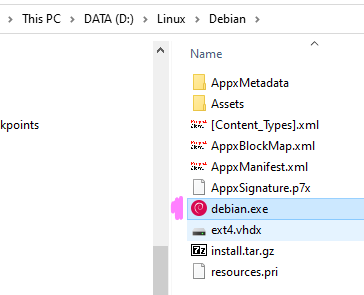 This PC > DATA (D:) > Linux > Debian >
Name
kpoints
AppxMetadata
Assets
[Content_Types].xml
AppxBlockMap.xml
AppxManifest.xml
AppxSignature.p7x
debian.exe
ext4.vhdx
install.tar.gz
resources.pri